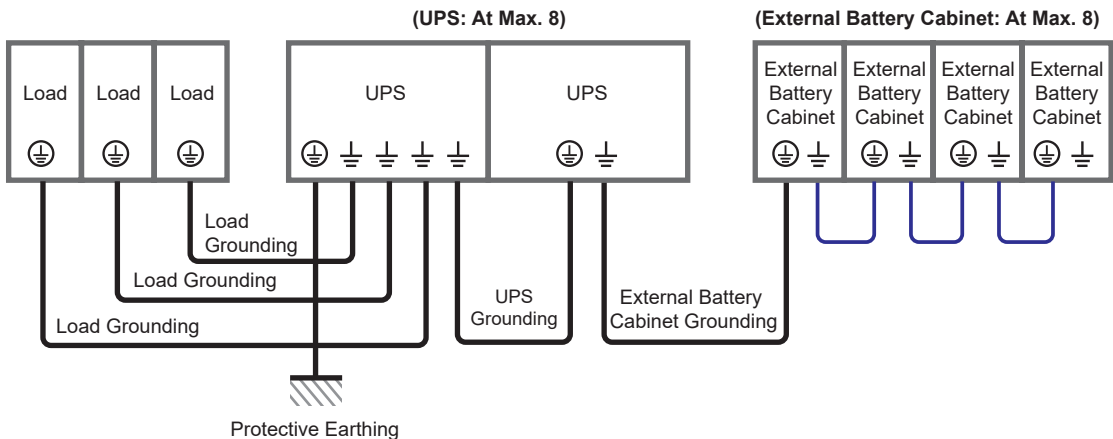 (UPS: At Max. 8)
(External Battery Cabinet: At Max. 8)
Load
Load
Load
UPS
UPS
External
Battery
Cabinet
External
Battery
Cabinet
External
Battery
Cabinet
External
Battery
Cabinet
Load
Grounding
Load Grounding
Load Grounding
UPS
Grounding
External Battery
Cabinet Grounding
Protective Earthing